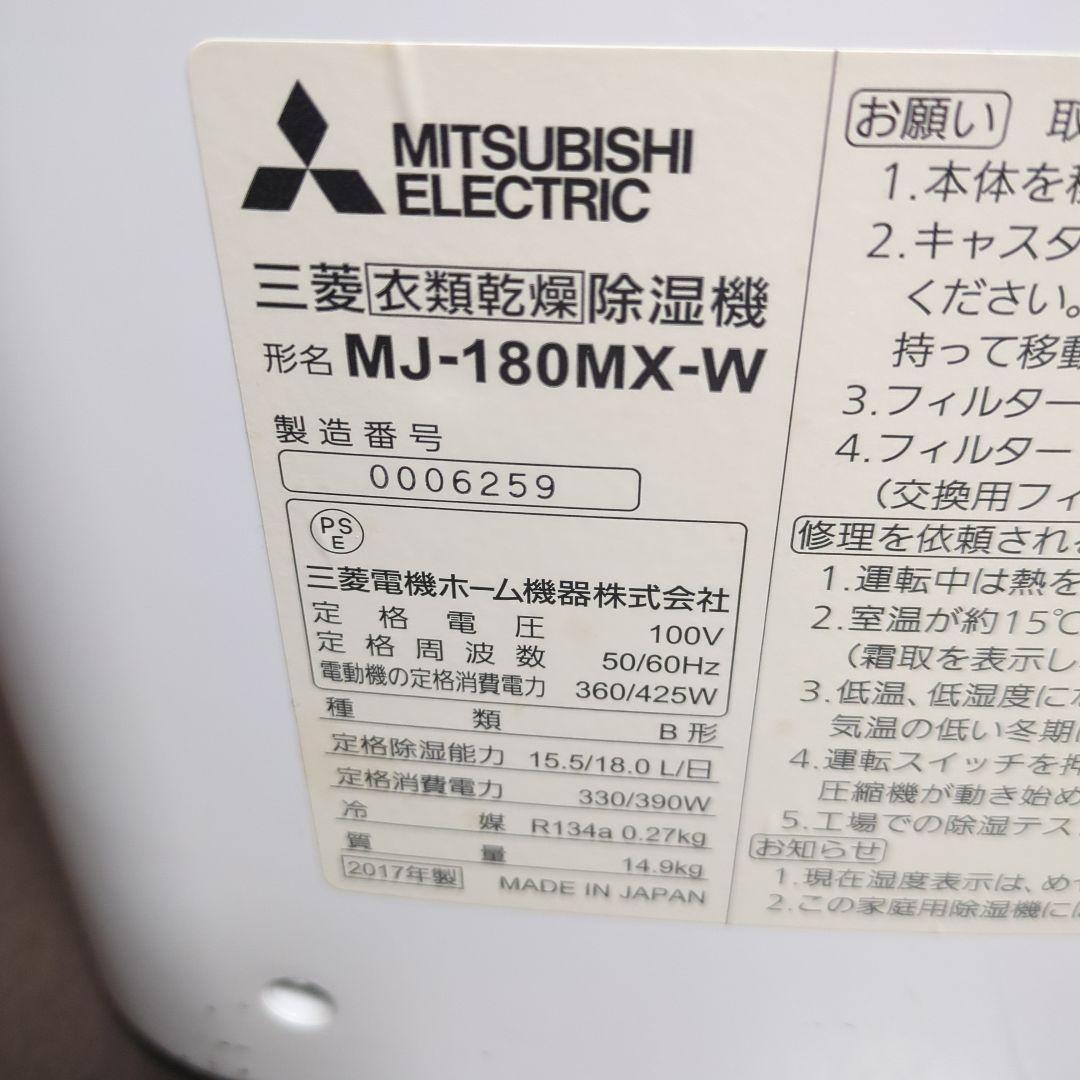 MITSUBISHI
ELECTRIC
三菱衣類乾燥除湿機
形名 MJ-180MX-W
製造番号
0006259
PS
E
三菱電機ホーム機器株式会社
定格電圧 100V
定格周波数 50/60Hz
電動機の定格消費電力 360/425W
種類 B形
定格除湿能力 15.5/18.0 L/日
定格消費電力 330/390W
冷媒 R134a 0.27kg
質量 14.9kg
2017年製 MADE IN JAPAN
お願い 取
1.本体を移
2.キャスタ
ください。
持って移動
3.フィルター
4.フィルター
(交換用フィ
修理を依頼され
1.運転中は熱を
2.室温が約15℃
(霜取を表示し
3.低温、低湿度に
気温の低い冬期に
4.運転スイッチを押
圧縮機が動き始め
5.工場での除湿テス
お知らせ
1.現在湿度表示は、め
2.この家庭用除湿機に